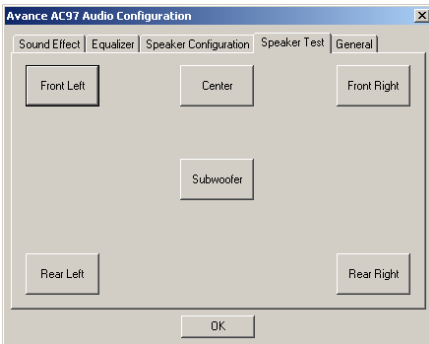 Avance AC97 Audio Configuration
Sound Effect Equalizer Speaker Configuration Speaker Test General
Front Left Center Front Right
Subwoofer
Rear Left Rear Right
OK